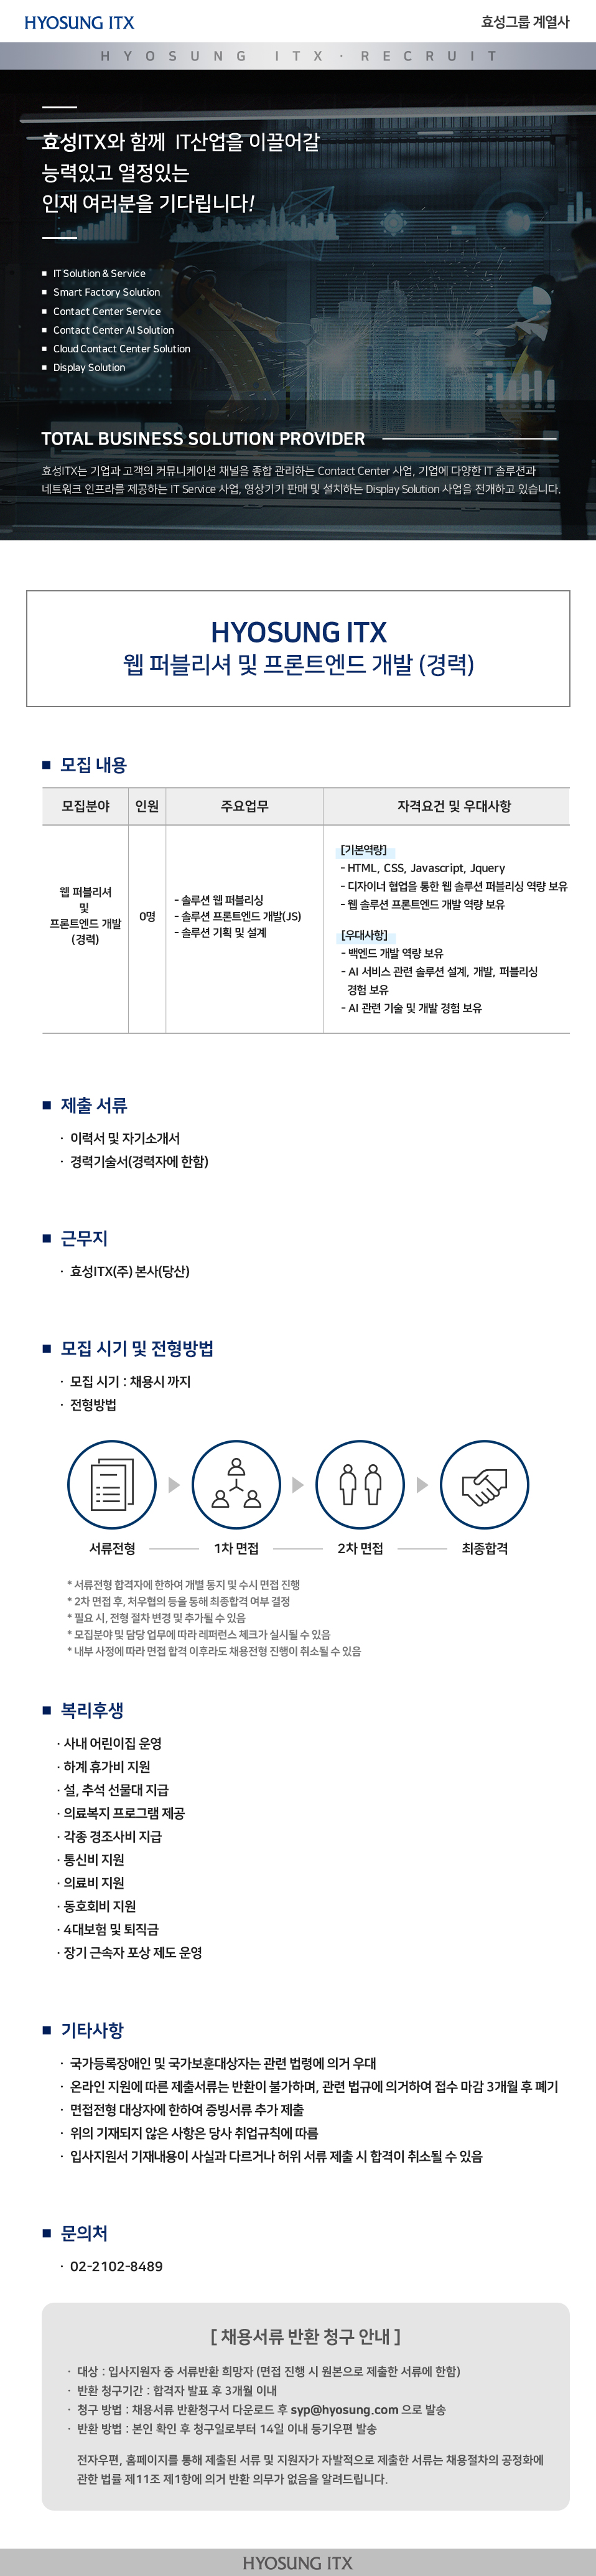 HYOSUNG ITX
효성그룹 계열사
HYOSUNG ITX · RECRUIT
효성ITX와 함께 IT산업을 이끌어갈
능력있고 열정있는
인재 여러분을 기다립니다!
■ IT Solution & Service
■ Smart Factory Solution
■ Contact Center Service
■ Contact Center AI Solution
■ Cloud Contact Center Solution
■ Display Solution
TOTAL BUSINESS SOLUTION PROVIDER
효성ITX는 기업과 고객의 커뮤니케이션 채널을 종합 관리하는 Contact Center 사업, 기업에 다양한 IT 솔루션과
네트워크 인프라를 제공하는 IT Service 사업, 영상기기 판매 및 설치하는 Display Solution 사업을 전개하고 있습니다.
HYOSUNG ITX
웹 퍼블리셔 및 프론트엔드 개발 (경력)
■ 모집 내용
모집분야 인원 주요업무 자격요건 및 우대사항
웹 퍼블리셔
및
프론트엔드 개발
(경력)
0명
- 솔루션 웹 퍼블리싱
- 솔루션 프론트엔드 개발(JS)
- 솔루션 기획 및 설계
[기본역량]
- HTML, CSS, Javascript, Jquery
- 디자이너 협업을 통한 웹 솔루션 퍼블리싱 역량 보유
- 웹 솔루션 프론트엔드 개발 역량 보유
[우대사항]
- 백엔드 개발 역량 보유
- AI 서비스 관련 솔루션 설계, 개발, 퍼블리싱
경험 보유
- AI 관련 기술 및 개발 경험 보유
■ 제출 서류
· 이력서 및 자기소개서
· 경력기술서(경력자에 한함)
■ 근무지
· 효성ITX(주) 본사(당산)
■ 모집 시기 및 전형방법
· 모집 시기 : 채용시 까지
· 전형방법
서류전형 1차 면접 2차 면접 최종합격
* 서류전형 합격자에 한하여 개별 통지 및 수시 면접 진행
* 2차 면접 후, 처우협의 등을 통해 최종합격 여부 결정
* 필요 시, 전형 절차 변경 및 추가될 수 있음
* 모집분야 및 담당 업무에 따라 레퍼런스 체크가 실시될 수 있음
* 내부 사정에 따라 면접 합격 이후라도 채용전형 진행이 취소될 수 있음
■ 복리후생
· 사내 어린이집 운영
· 하계 휴가비 지원
· 설, 추석 선물대 지급
· 의료복지 프로그램 제공
· 각종 경조사비 지급
· 통신비 지원
· 의료비 지원
· 동호회비 지원
· 4대보험 및 퇴직금
· 장기 근속자 포상 제도 운영
■ 기타사항
· 국가등록장애인 및 국가보훈대상자는 관련 법령에 의거 우대
· 온라인 지원에 따른 제출서류는 반환이 불가하며, 관련 법규에 의거하여 접수 마감 3개월 후 폐기
· 면접전형 대상자에 한하여 증빙서류 추가 제출
· 위의 기재되지 않은 사항은 당사 취업규칙에 따름
· 입사지원서 기재내용이 사실과 다르거나 허위 서류 제출 시 합격이 취소될 수 있음
■ 문의처
· 02-2102-8489
[ 채용서류 반환 청구 안내 ]
· 대상 : 입사지원자 중 서류반환 희망자 (면접 진행 시 원본으로 제출한 서류에 한함)
· 반환 청구기간 : 합격자 발표 후 3개월 이내
· 청구 방법 : 채용서류 반환청구서 다운로드 후 syp@hyosung.com 으로 발송
· 반환 방법 : 본인 확인 후 청구일로부터 14일 이내 등기우편 발송
전자우편, 홈페이지를 통해 제출된 서류 및 지원자가 자발적으로 제출한 서류는 채용절차의 공정화에
관한 법률 제11조 제1항에 의거 반환 의무가 없음을 알려드립니다.
HYOSUNG ITX